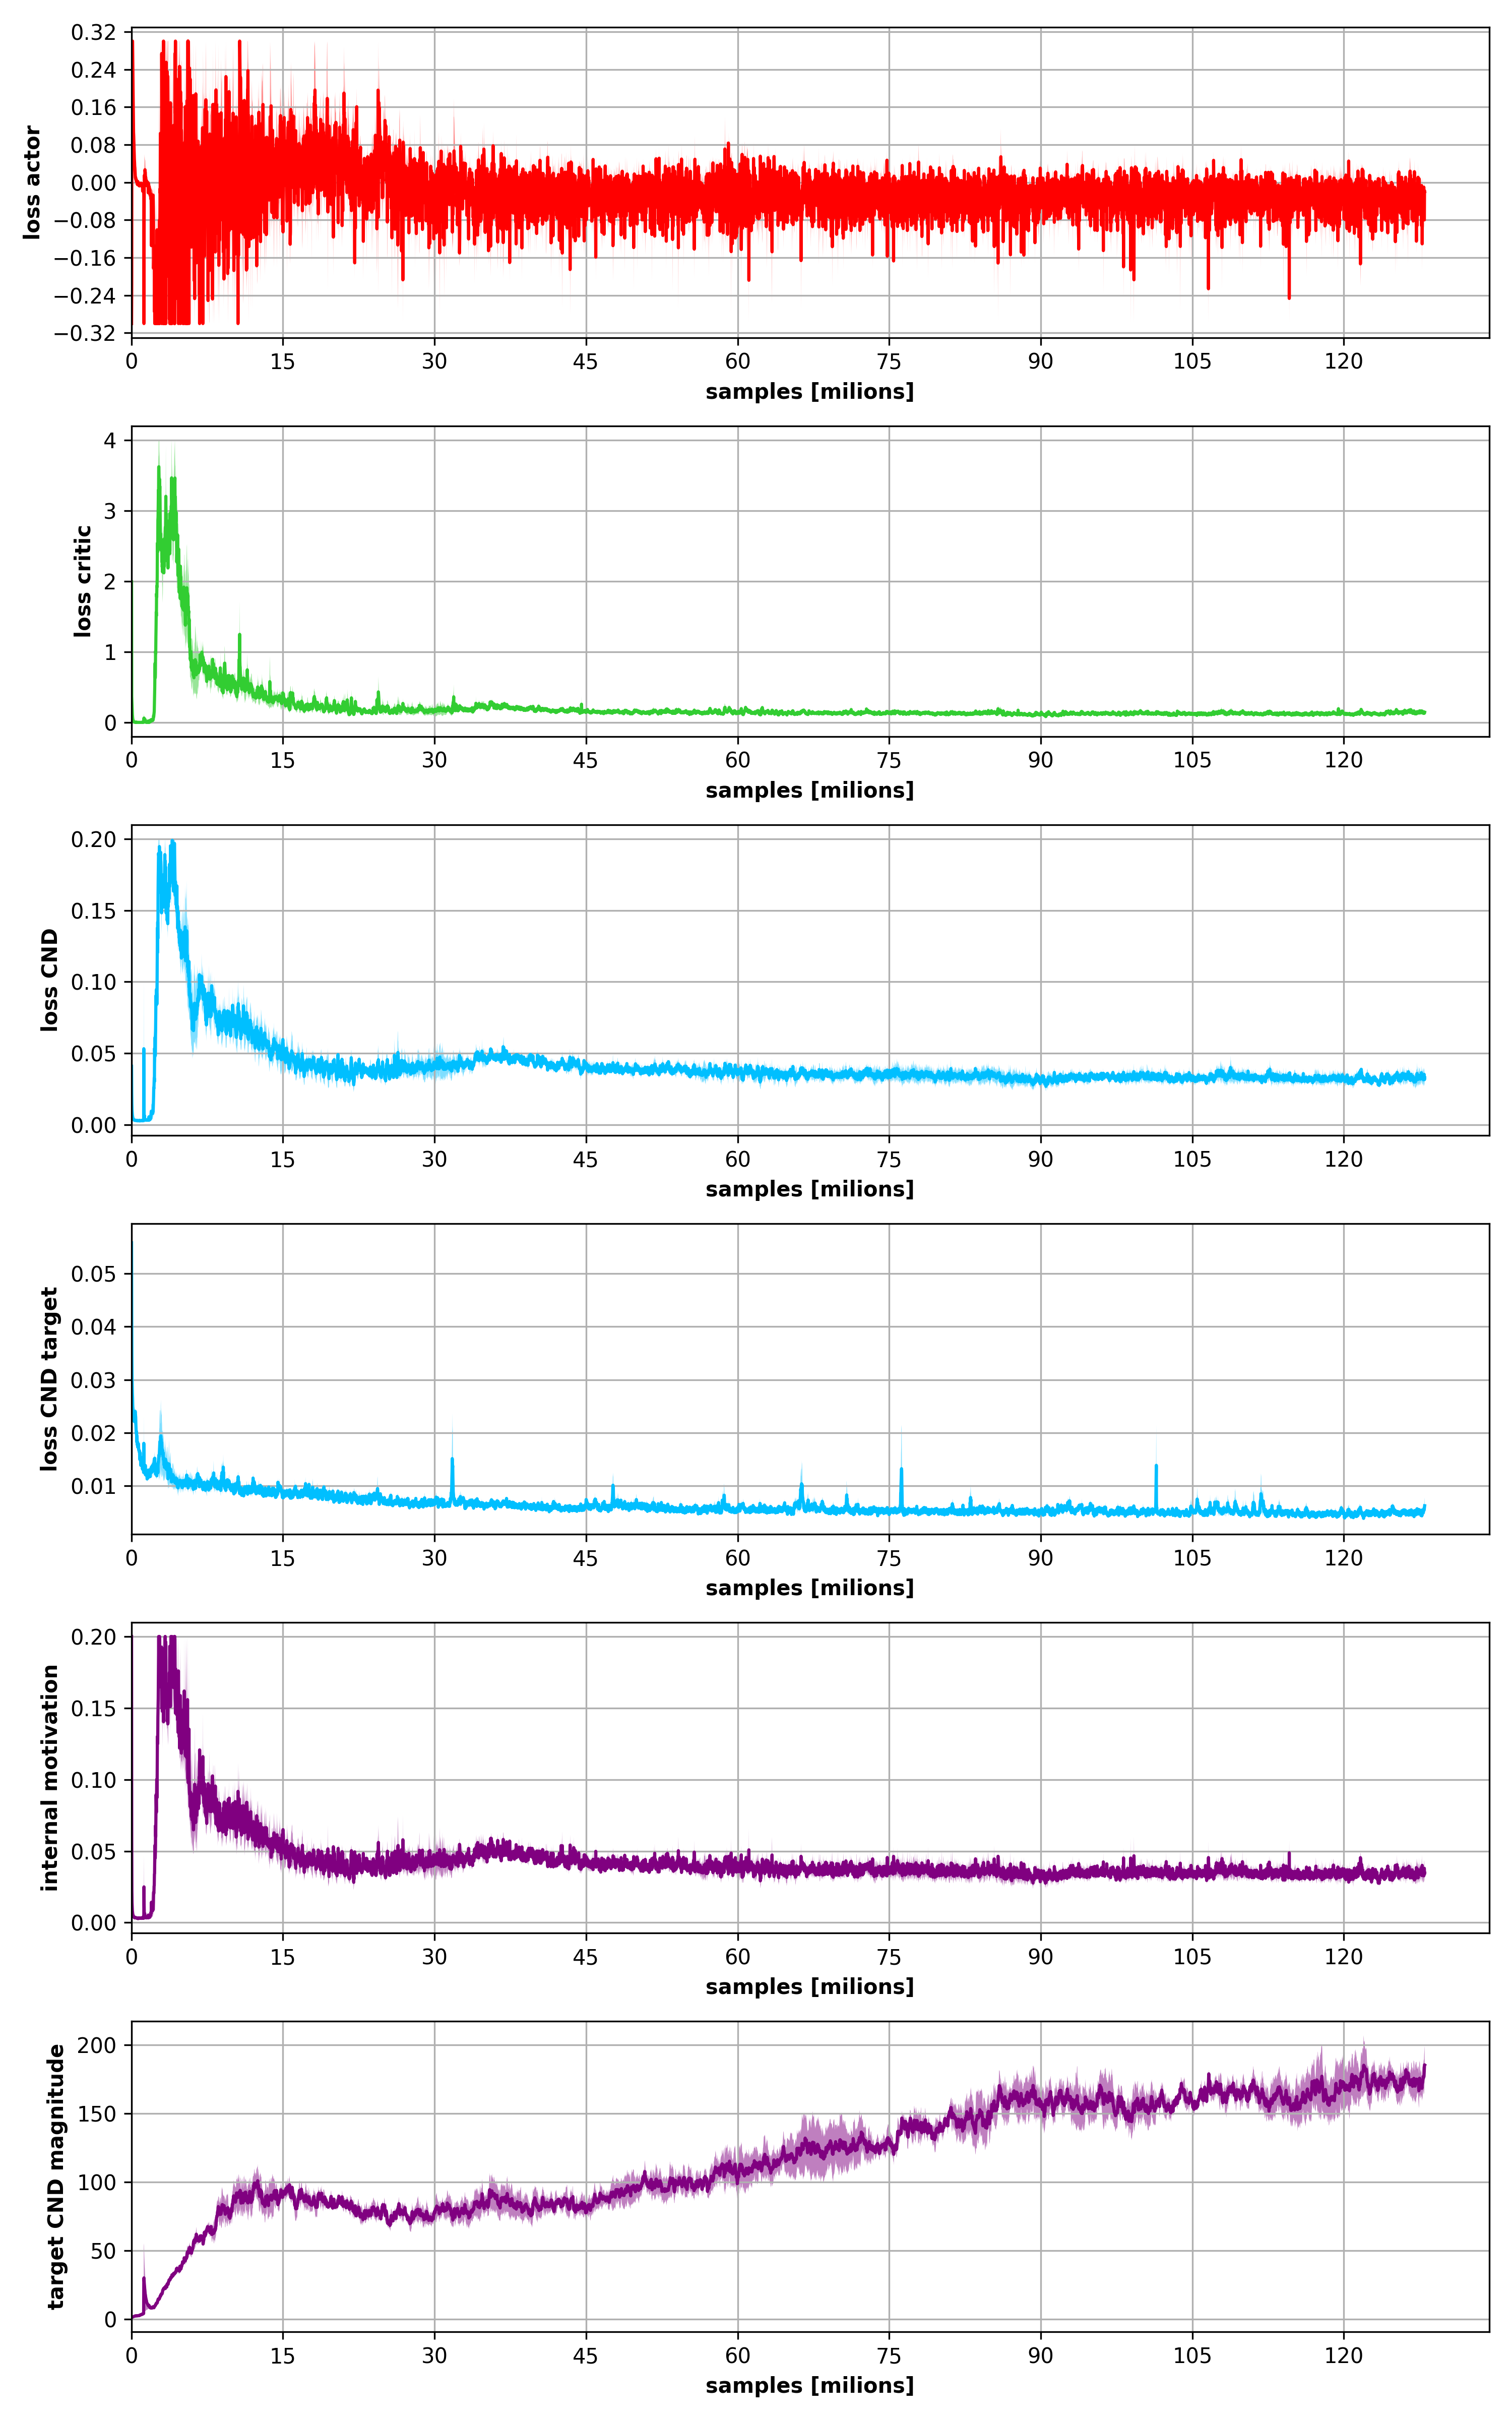 0.32
0.24
0.16
0.08
0.00
−0.08
−0.16
−0.24
−0.32
loss actor
0 15 30 45 60 75 90 105 120
samples [milions]
4
3
2
1
0
loss critic
0 15 30 45 60 75 90 105 120
samples [milions]
0.20
0.15
0.10
0.05
0.00
loss CND
0 15 30 45 60 75 90 105 120
samples [milions]
0.05
0.04
0.03
0.02
0.01
loss CND target
0 15 30 45 60 75 90 105 120
samples [milions]
0.20
0.15
0.10
0.05
0.00
internal motivation
0 15 30 45 60 75 90 105 120
samples [milions]
200
150
100
50
0
target CND magnitude
0 15 30 45 60 75 90 105 120
samples [milions]